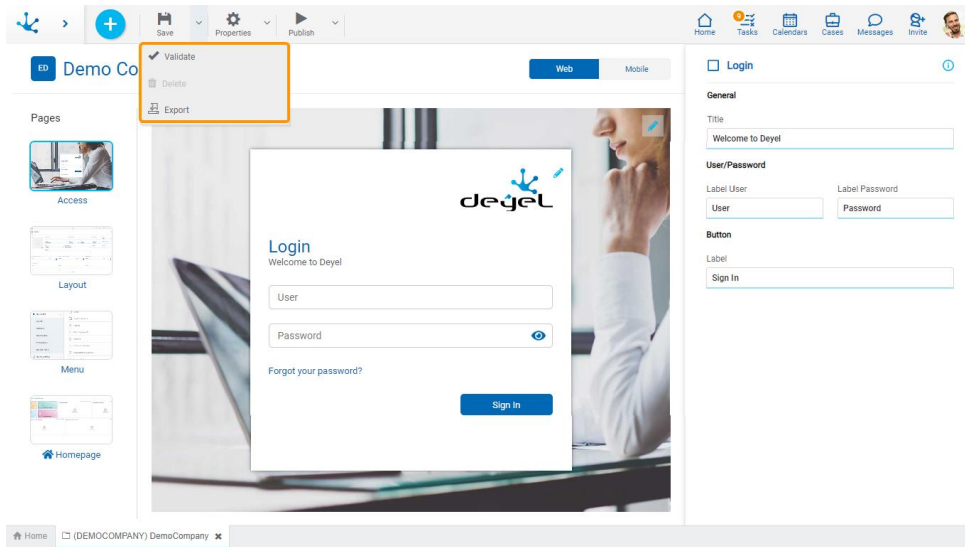 Save
Properties
Publish
Home
9
Tasks
Calendars
Cases
Messages
Invite
Validate
Delete
Export
ED
Demo Co
Web
Mobile
Pages
Access
Layout
Menu
Homepage
deyel
Login
Welcome to Deyel
User
Password
Forgot your password?
Sign In
Login
General
Title
Welcome to Deyel
User/Password
Label User
Label Password
User
Password
Button
Label
Sign In
Home
(DEMOCOMPANY) DemoCompany